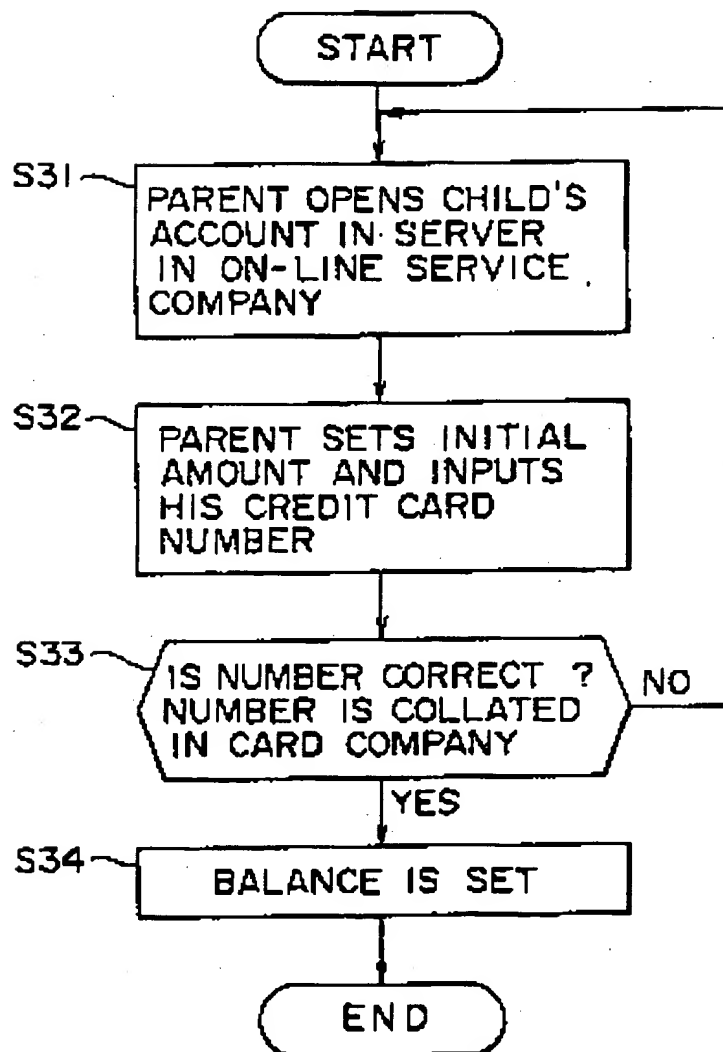 START
S31
PARENT OPENS CHILD'S
ACCOUNT IN SERVER
IN ON-LINE SERVICE
COMPANY
S32
PARENT SETS INITIAL
AMOUNT AND INPUTS
HIS CREDIT CARD
NUMBER
S33
IS NUMBER CORRECT ?
NUMBER IS COLLATED
IN CARD COMPANY
NO
YES
S34
BALANCE IS SET
END